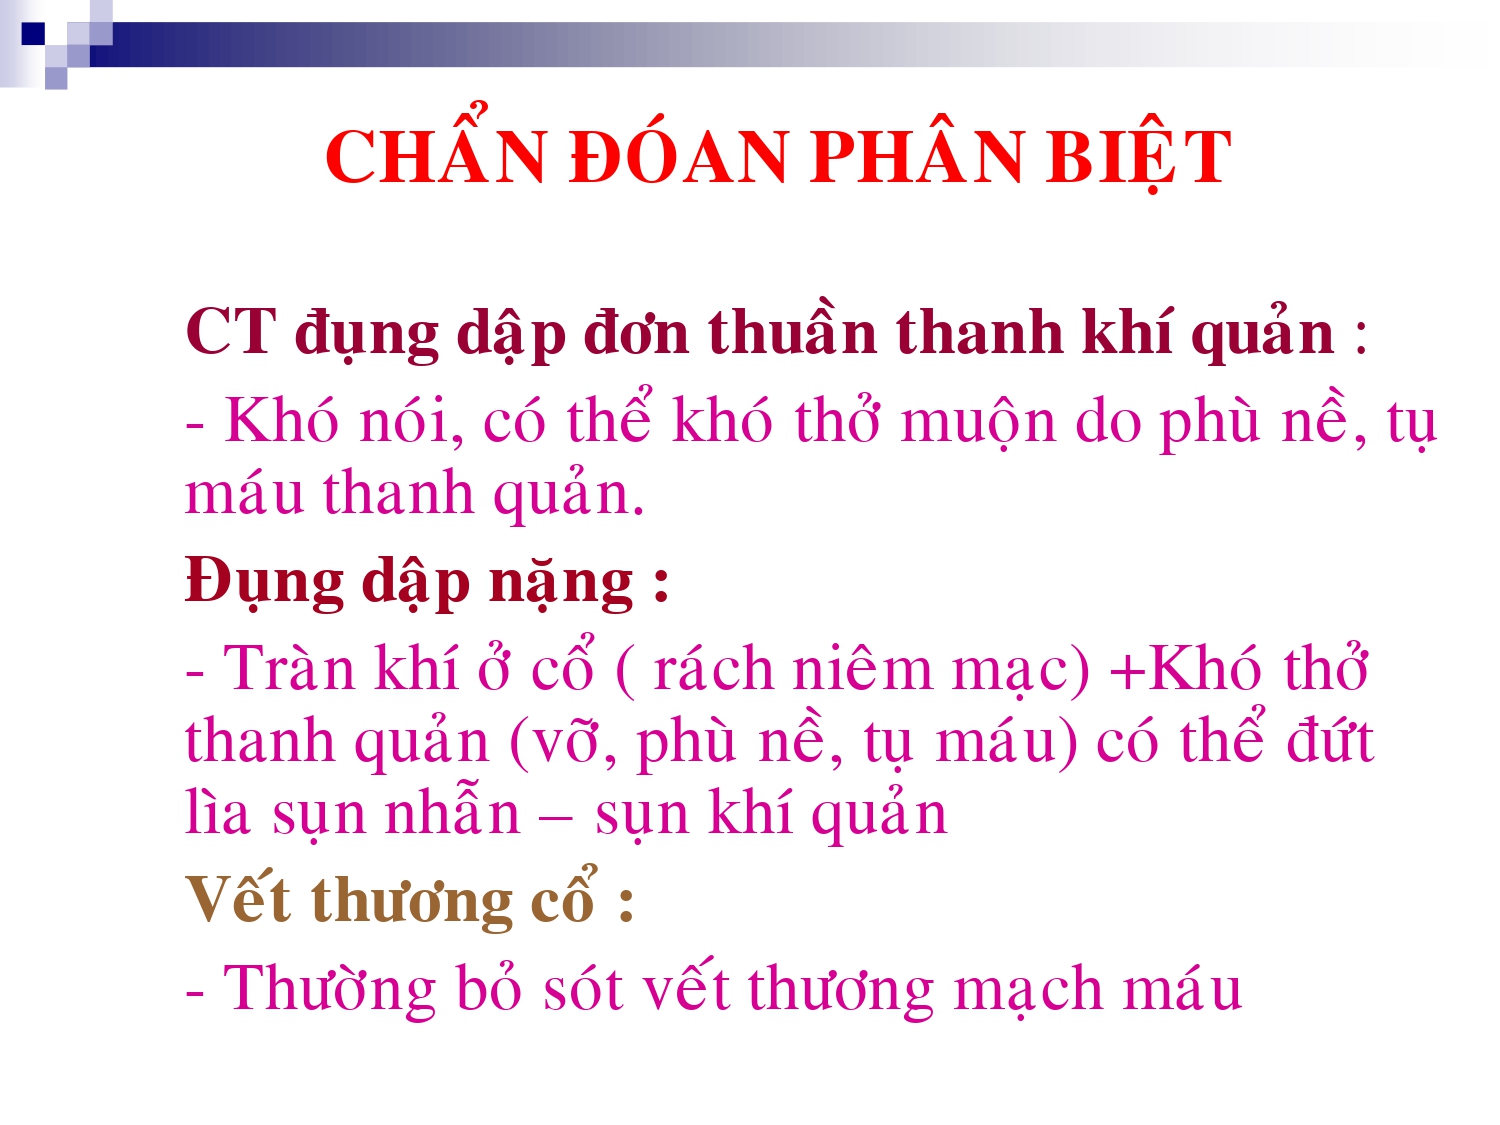 CHẨN ĐÓAN PHÂN BIỆT
CT đụng dập đơn thuần thanh khí quản :
- Khó nói, có thể khó thở muộn do phù nề, tụ
máu thanh quản.
Đụng dập nặng :
- Tràn khí ở cổ ( rách niêm mạc) +Khó thở
thanh quản (vỡ, phù nề, tụ máu) có thể đứt
lìa sụn nhẫn – sụn khí quản
Vết thương cổ :
- Thường bỏ sót vết thương mạch máu